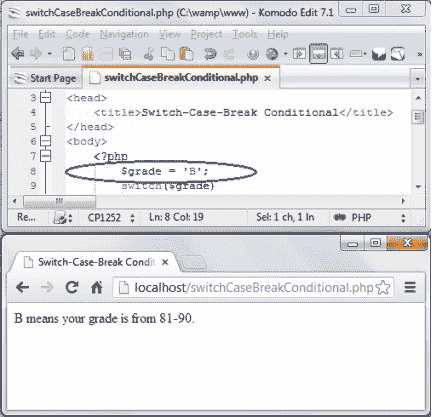 switchCaseBreakConditional.php (C:\wamp\www) - Komodo Edit 7.1
File Edit Code Navigation View Project Tools Help
Start Page switchCaseBreakConditional.php ×
3 <head>
4 <title>Switch-Case-Break Conditional</title>
5 </head>
6 <body>
7 <?php
8 $grade = 'B';
9 switch($grade)
Re... CP1252 Ln: 8 Col: 19 Sel: 1 ch, 1 ln PHP
Switch-Case-Break Condit ×
localhost/switchCaseBreakConditional.php
B means your grade is from 81-90.